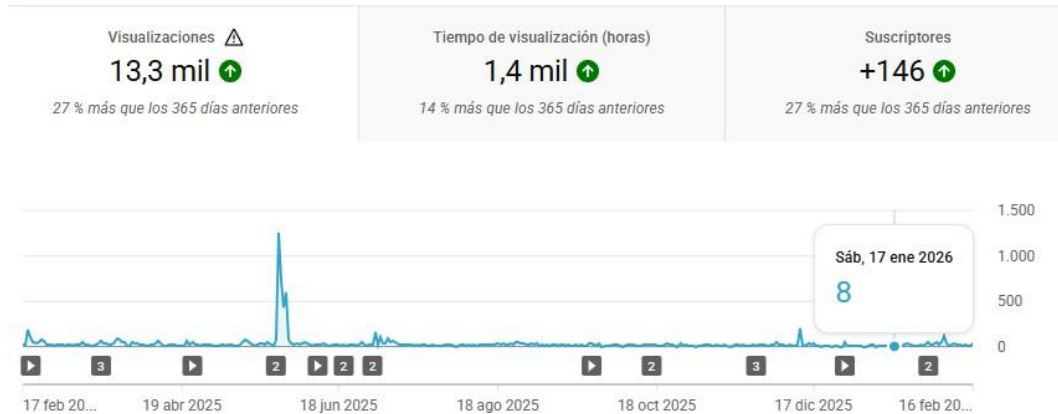 Visualizaciones
13,3 mil
27 % más que los 365 días anteriores
Tiempo de visualización (horas)
1,4 mil
14 % más que los 365 días anteriores
Suscriptores
+146
27 % más que los 365 días anteriores
1.500
1.000
500
0
Sáb, 17 ene 2026
8
3 2 2 2 2 3 2
17 feb 20... 19 abr 2025 18 jun 2025 18 ago 2025 18 oct 2025 17 dic 2025 16 feb 20...